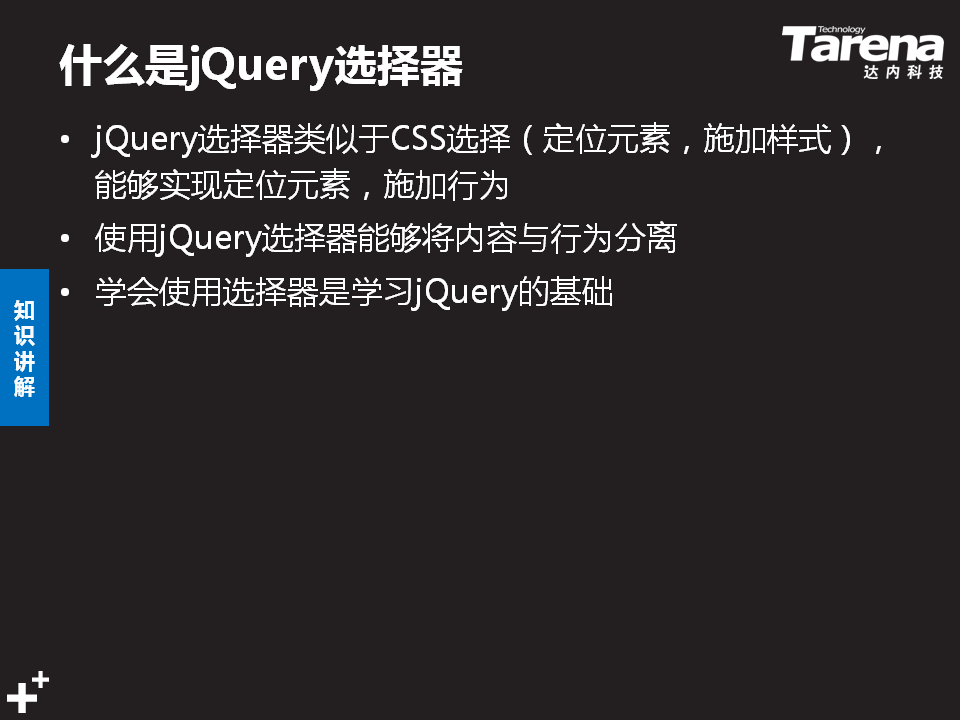 什么是jQuery选择器
Technology
Tarena
达内科技
• jQuery选择器类似于CSS选择（定位元素，施加样式），
能够实现定位元素，施加行为
• 使用jQuery选择器能够将内容与行为分离
• 学会使用选择器是学习jQuery的基础
知
识
讲
解